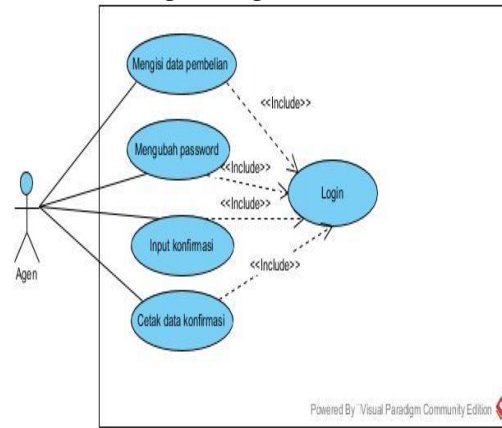 Mengisi data pembelian
<<Include>>
Mengubah password
<<Include>>
Login
<<Include>>
Input konfirmasi
<<Include>>
Agen
Cetak data konfirmasi
Powered By Visual Paradigm Community Edition